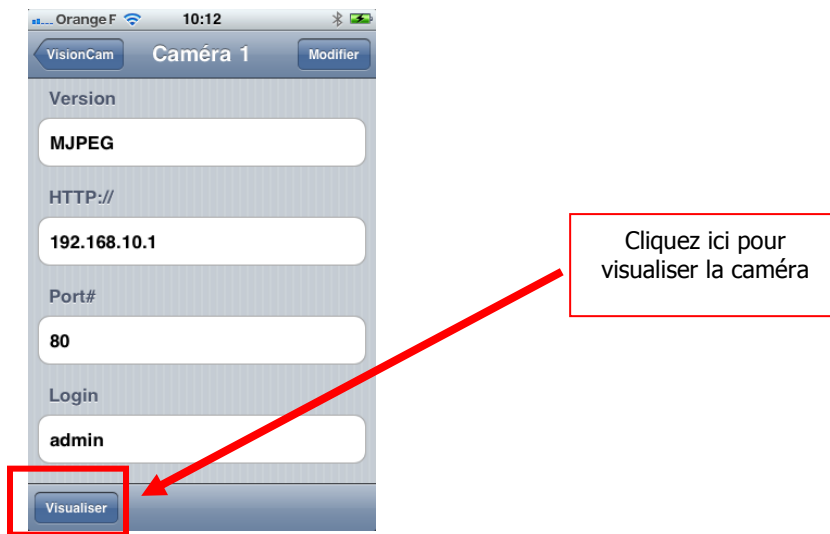 Orange F 10:12
VisionCam Caméra 1 Modifier
Version
MJPEG
HTTP://
192.168.10.1
Port#
80
Login
admin
Visualiser
Cliquez ici pour
visualiser la caméra